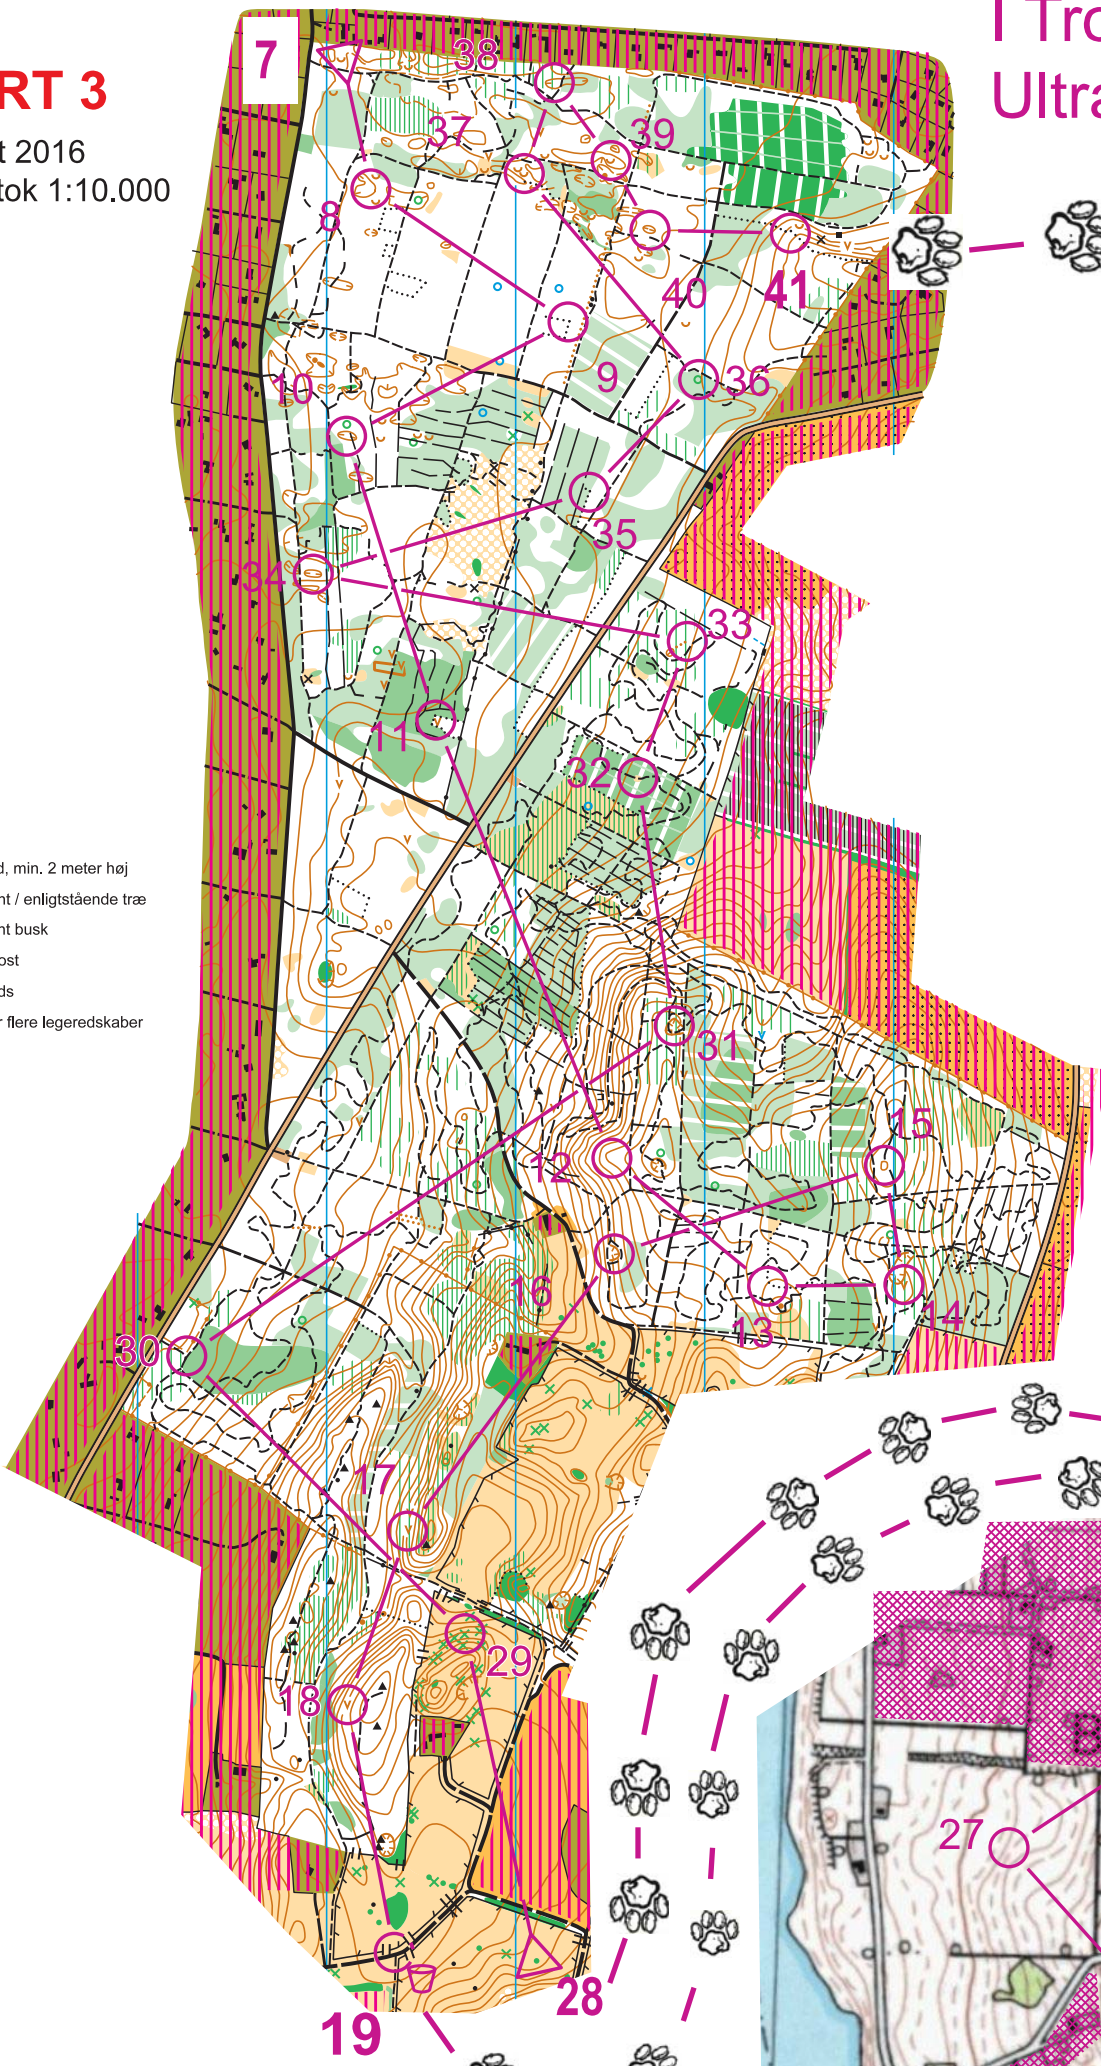 I Tro
Ultra
RT 3
t 2016
tok 1:10.000
7
38
37
39
8
40
41
9
36
10
35
34
33
11
32
d, min. 2 meter høj
nt / enligtstående træ
nt busk
ost
ds
r flere legeredskaber
31
15
12
16
14
13
30
17
29
18
27
28
19